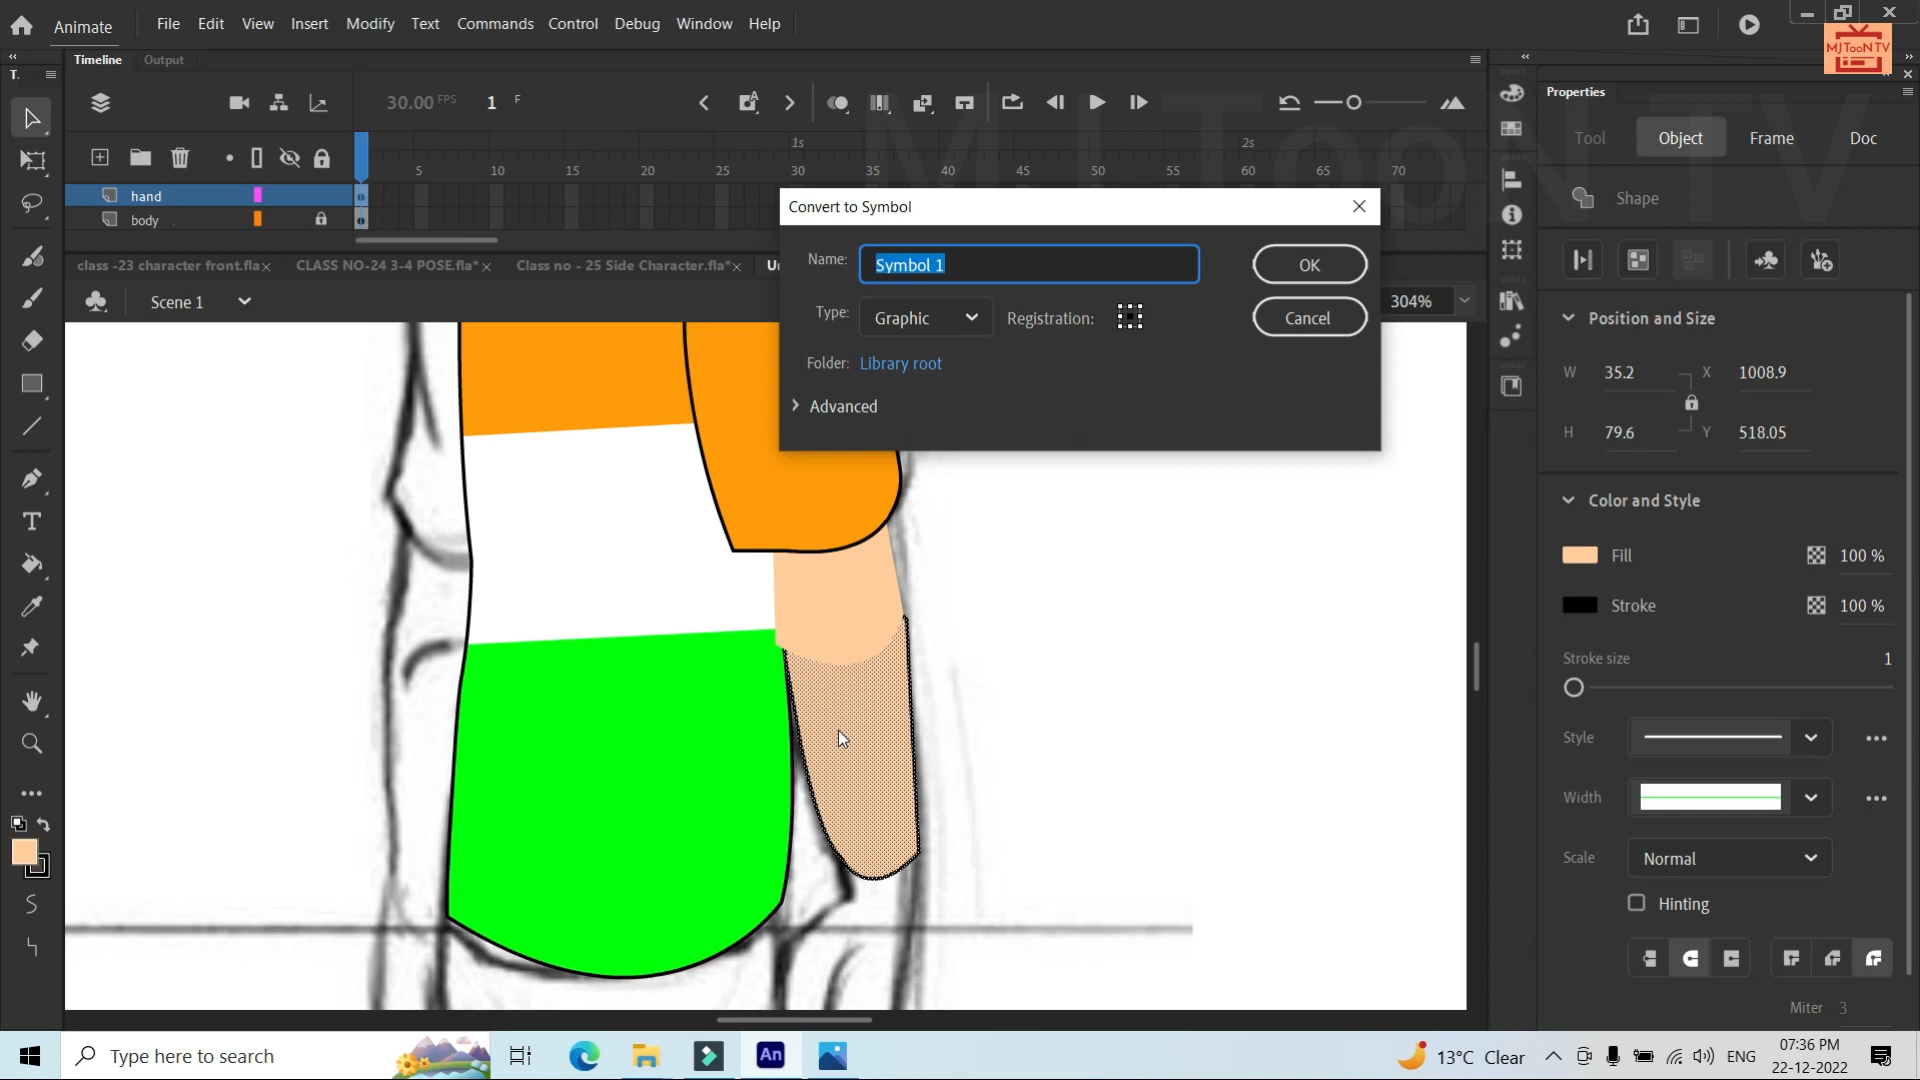 Animate
File Edit View Insert Modify Text Commands Control Debug Window Help
MJTooN TV
Timeline Output
T.
30.00 FPS 1 F
1s 2s
5 10 15 20 25 30 35 40 45 50 55 60 65 70
hand
body
MJTooN TV
class -23 character front.fla× CLASS NO-24 3-4 POSE.fla*× Class no - 25 Side Character.fla*× Un
Scene 1
304%
Convert to Symbol
Name: Symbol 1
OK
Type: Graphic Registration:
Cancel
Folder: Library root
Advanced
Properties
Tool Object Frame Doc
Shape
Position and Size
W 35.2 X 1008.9
H 79.6 Y 518.05
Color and Style
Fill 100 %
Stroke 100 %
Stroke size 1
Style
Width
Scale Normal
Hinting
Miter 3
Type here to search
An
13°C Clear
ENG
07:36 PM
22-12-2022